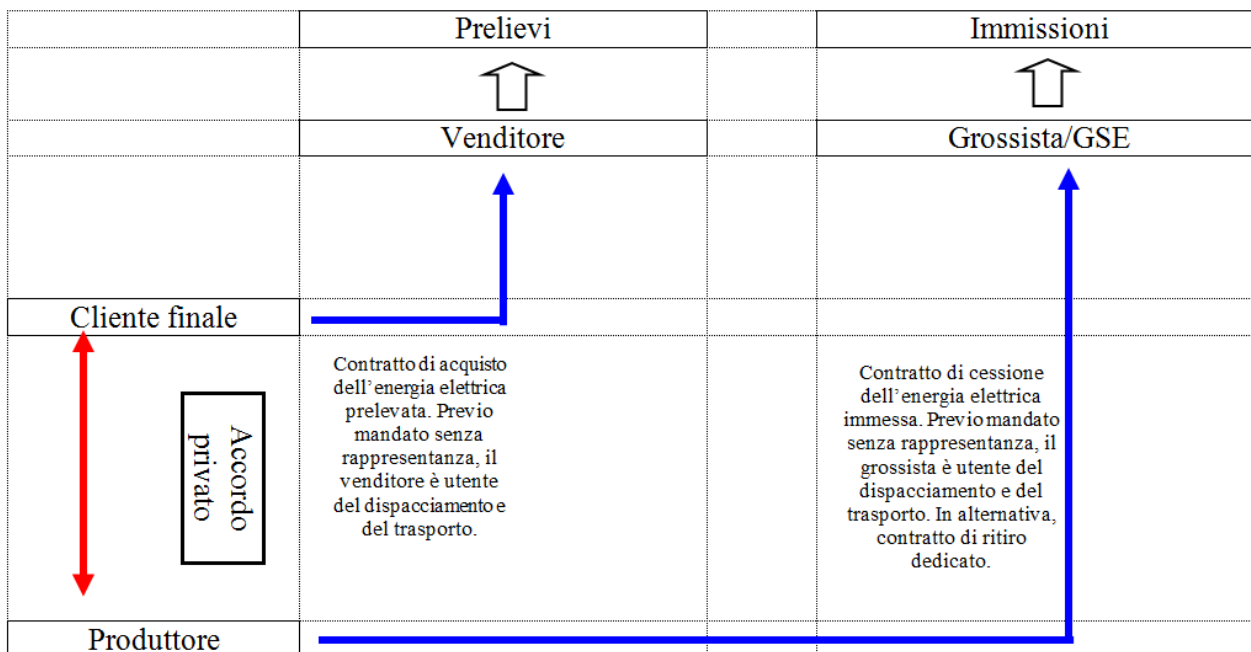 Prelievi
Immissioni
Venditore
Grossista/GSE
Cliente finale
Accordo
privato
Contratto di acquisto
dell’energia elettrica
prelevata. Previo
mandato senza
rappresentanza, il
venditore è utente
del dispacciamento e
del trasporto.
Contratto di cessione
dell’energia elettrica
immessa. Previo mandato
senza rappresentanza, il
grossista è utente del
dispacciamento e del
trasporto. In alternativa,
contratto di ritiro
dedicato.
Produttore